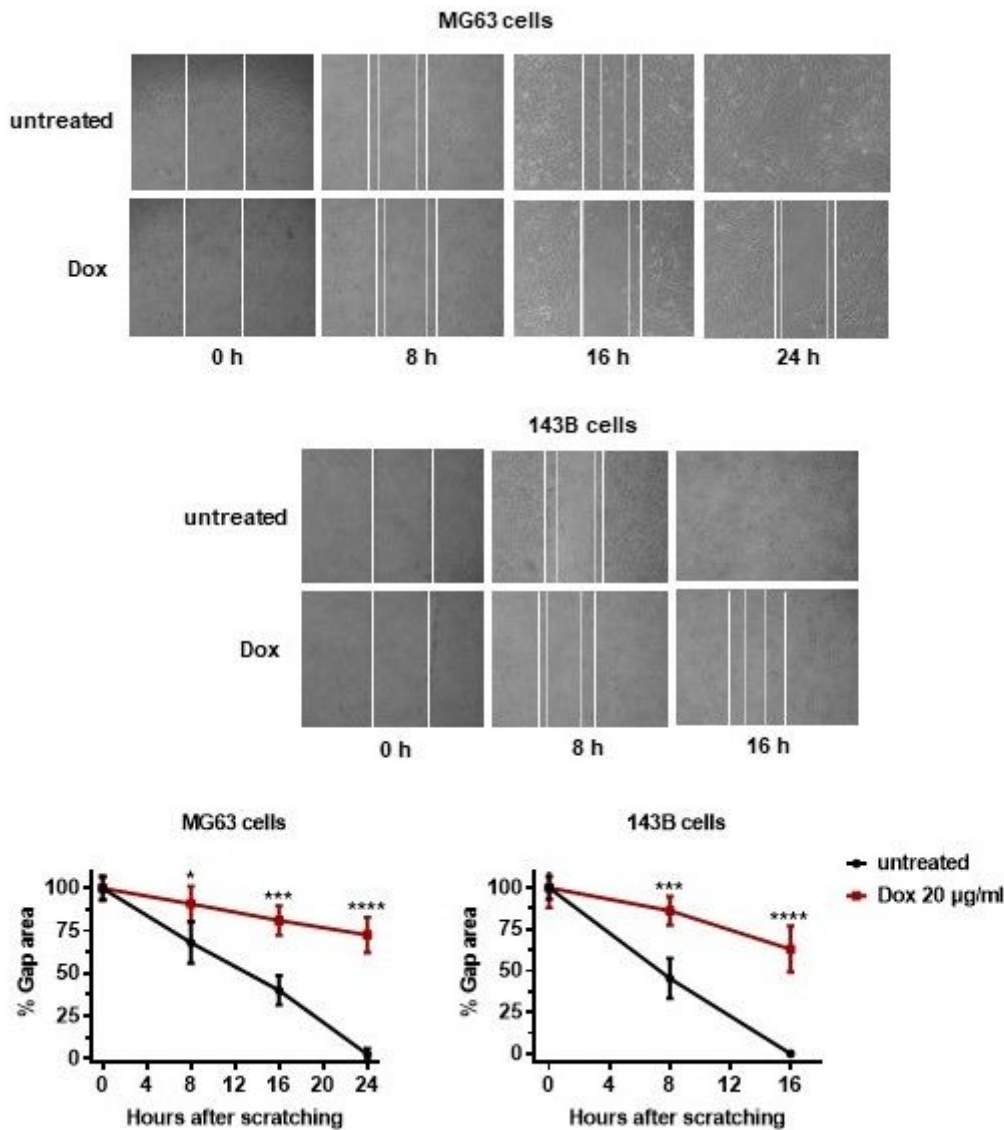 MG63 cells
untreated
Dox
0 h 8 h 16 h 24 h
143B cells
untreated
Dox
0 h 8 h 16 h
MG63 cells
% Gap area
100
75
50
25
0
* *** ****
0 4 8 12 16 20 24
Hours after scratching
143B cells
% Gap area
100
75
50
25
0
*** ****
0 4 8 12 16
Hours after scratching
untreated
Dox 20 µg/ml